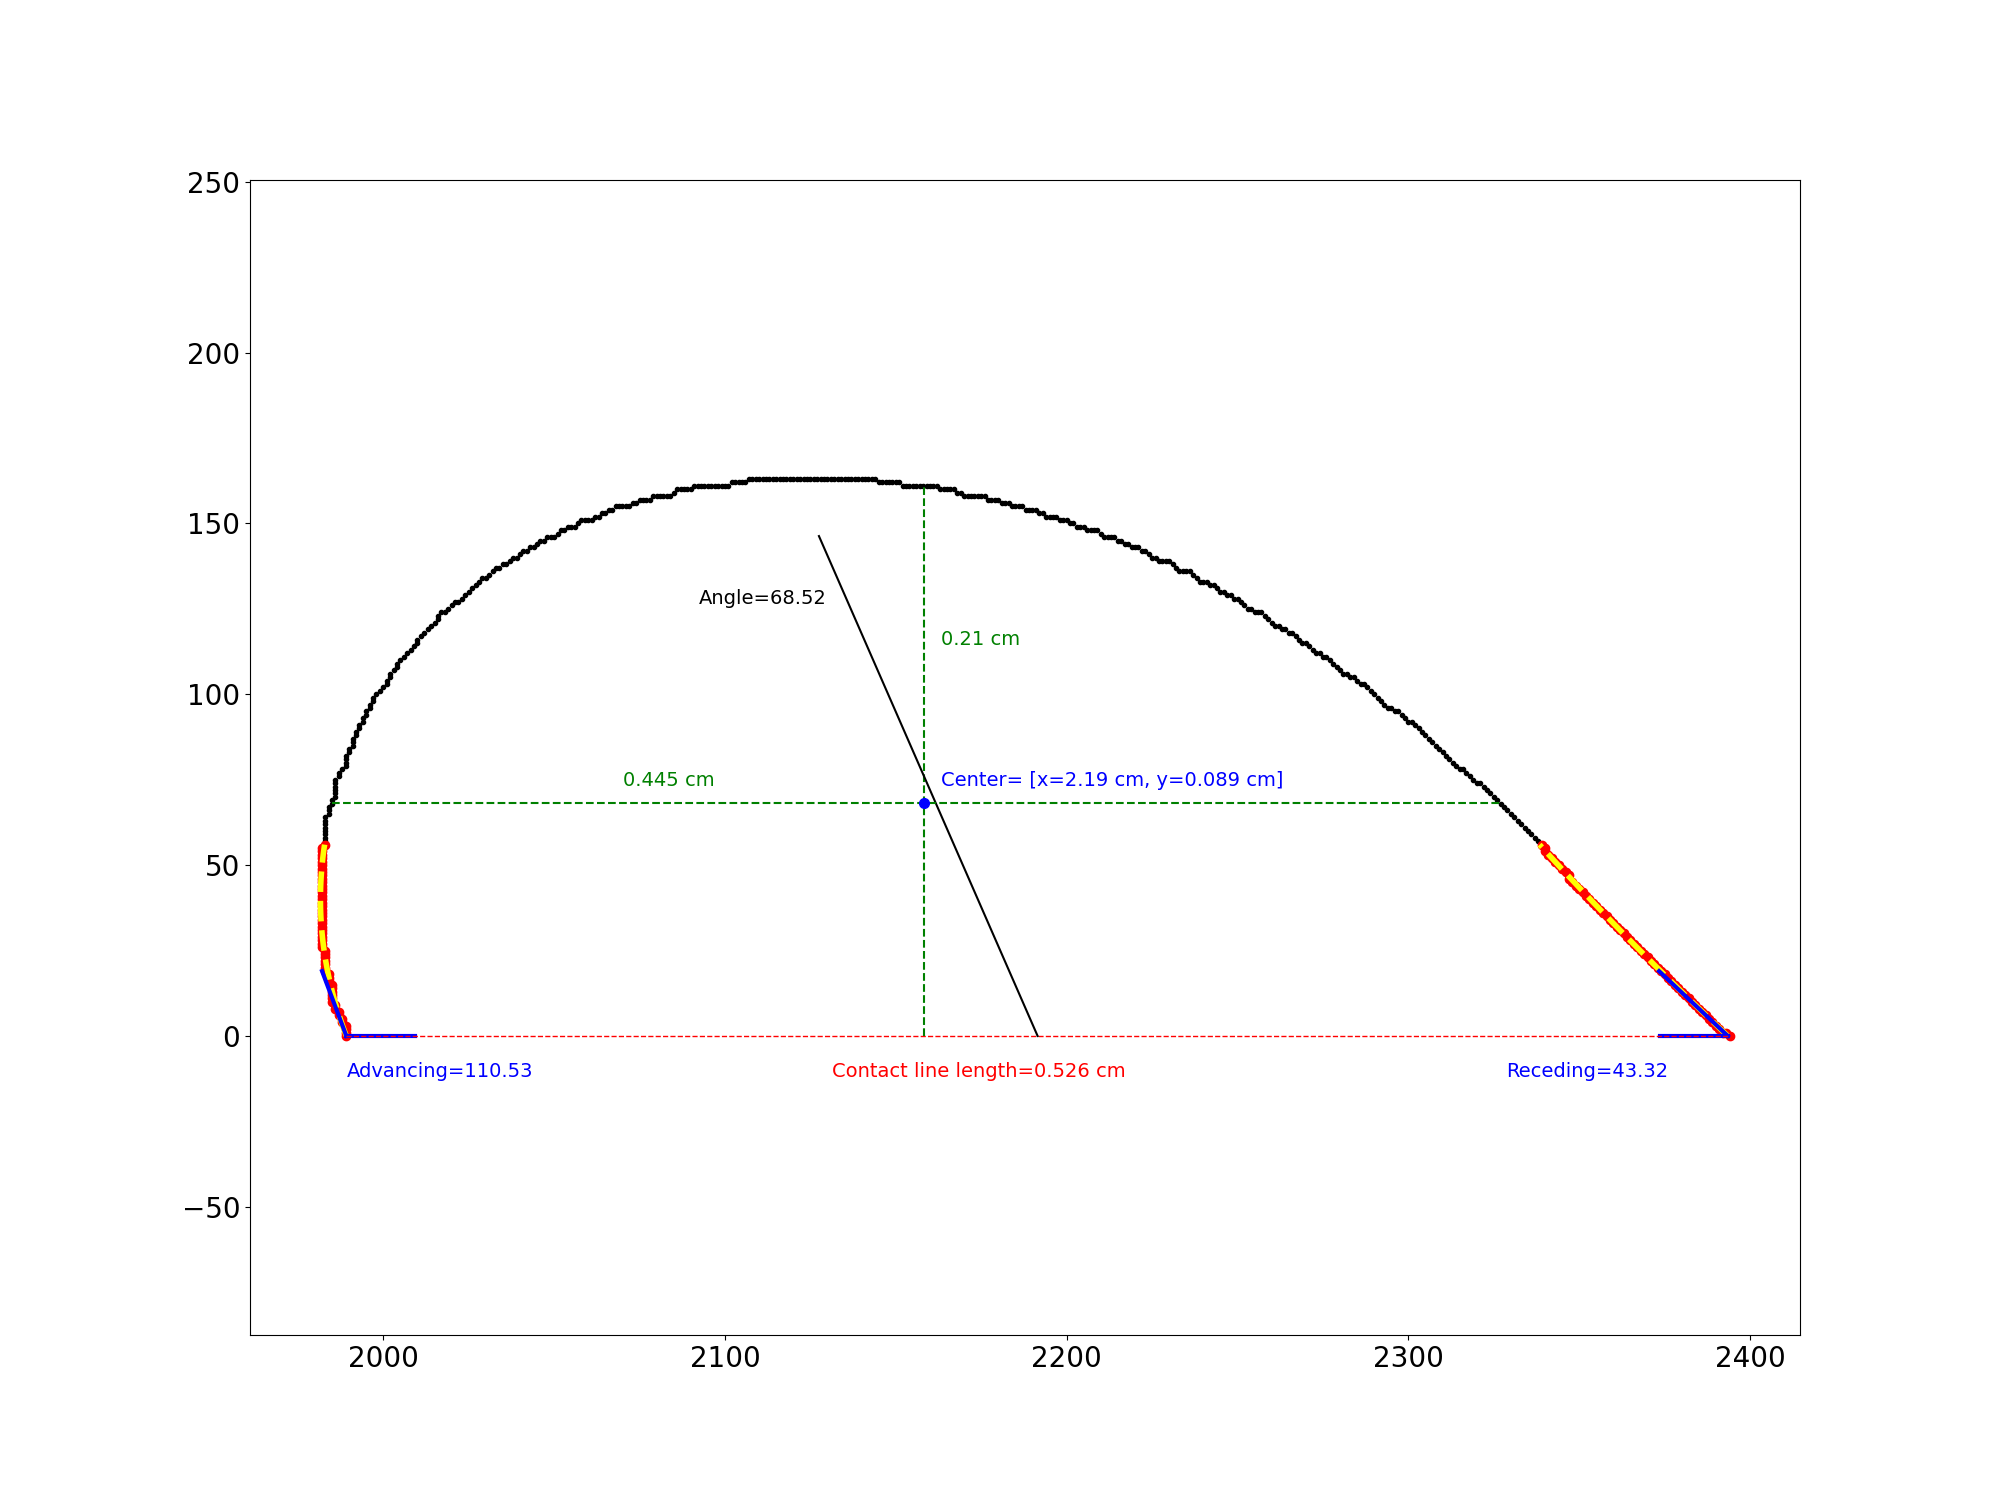 250
200
150
100
50
0
−50
Angle=68.52
0.21 cm
0.445 cm
Center= [x=2.19 cm, y=0.089 cm]
Advancing=110.53
Contact line length=0.526 cm
Receding=43.32
2000
2100
2200
2300
2400